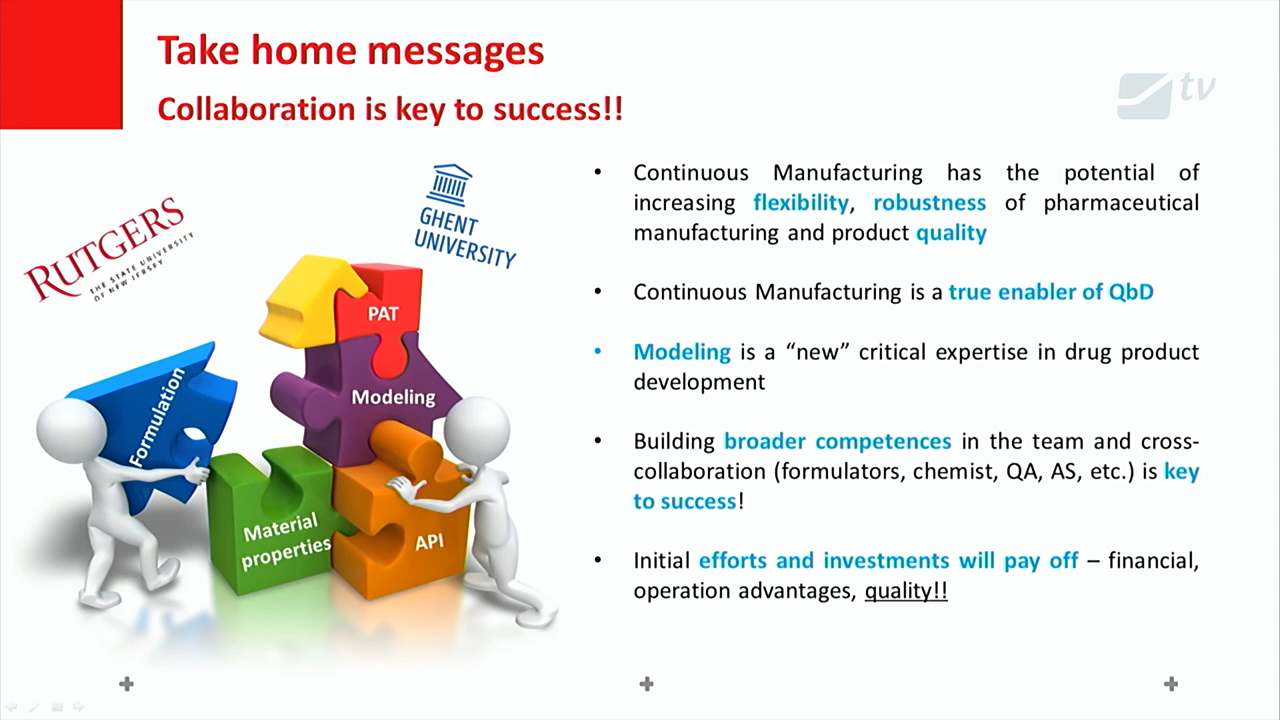 Take home messages
Collaboration is key to success!!
tv
RUTGERS
THE STATE UNIVERSITY
OF NEW JERSEY
GHENT
UNIVERSITY
PAT
Modeling
Formulation
Material
properties
API
• Continuous Manufacturing has the potential of
increasing flexibility, robustness of pharmaceutical
manufacturing and product quality
• Continuous Manufacturing is a true enabler of QbD
• Modeling is a “new” critical expertise in drug product
development
• Building broader competences in the team and cross-
collaboration (formulators, chemist, QA, AS, etc.) is key
to success!
• Initial efforts and investments will pay off – financial,
operation advantages, quality!!